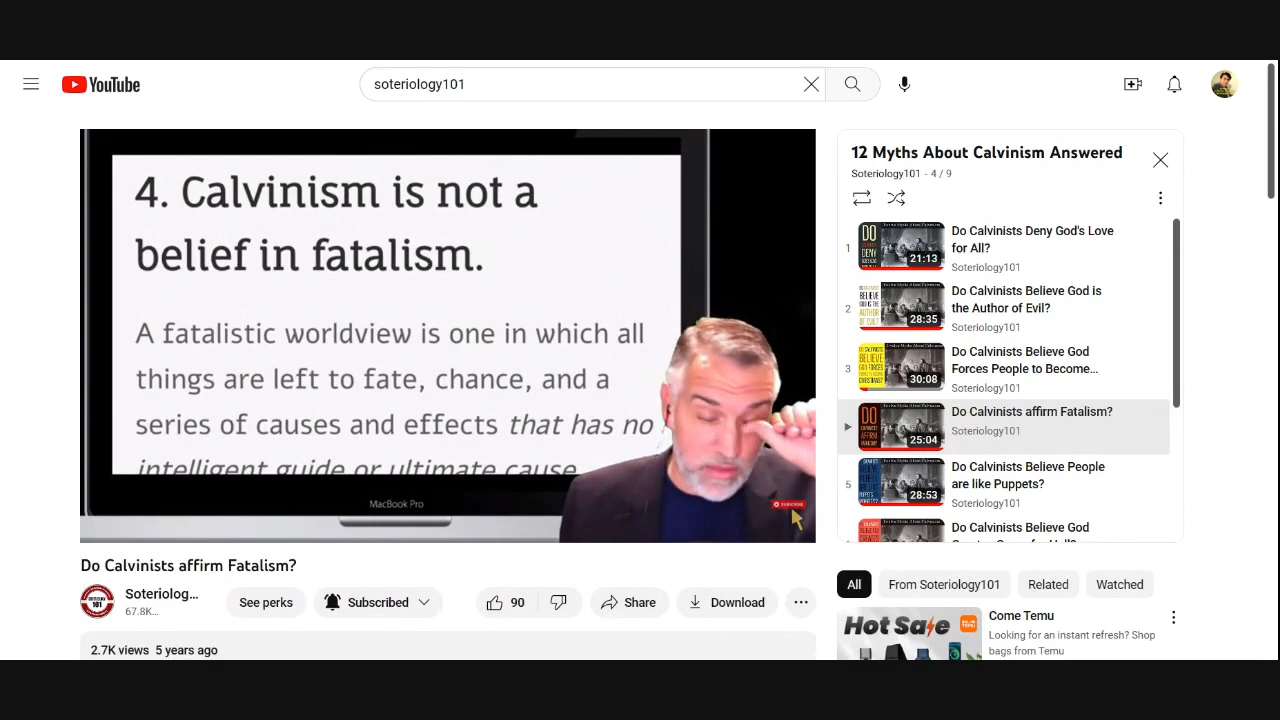 YouTube
soteriology101
4. Calvinism is not a
belief in fatalism.
A fatalistic worldview is one in which all
things are left to fate, chance, and a
series of causes and effects that has no
MacBook Pro
SUBSCRIBE
Do Calvinists affirm Fatalism?
Soteriolog...
67.8K...
See perks
Subscribed
90
Share
Download
2.7K views 5 years ago
12 Myths About Calvinism Answered
Soteriology101 - 4 / 9
1
21:13
Do Calvinists Deny God's Love
for All?
Soteriology101
2
28:35
Do Calvinists Believe God is
the Author of Evil?
Soteriology101
3
30:08
Do Calvinists Believe God
Forces People to Become...
Soteriology101
25:04
Do Calvinists affirm Fatalism?
Soteriology101
5
28:53
Do Calvinists Believe People
are like Puppets?
Soteriology101
Do Calvinists Believe God
All
From Soteriology101
Related
Watched
Hot Sale
TEMU
Come Temu
Looking for an instant refresh? Shop
bags from Temu